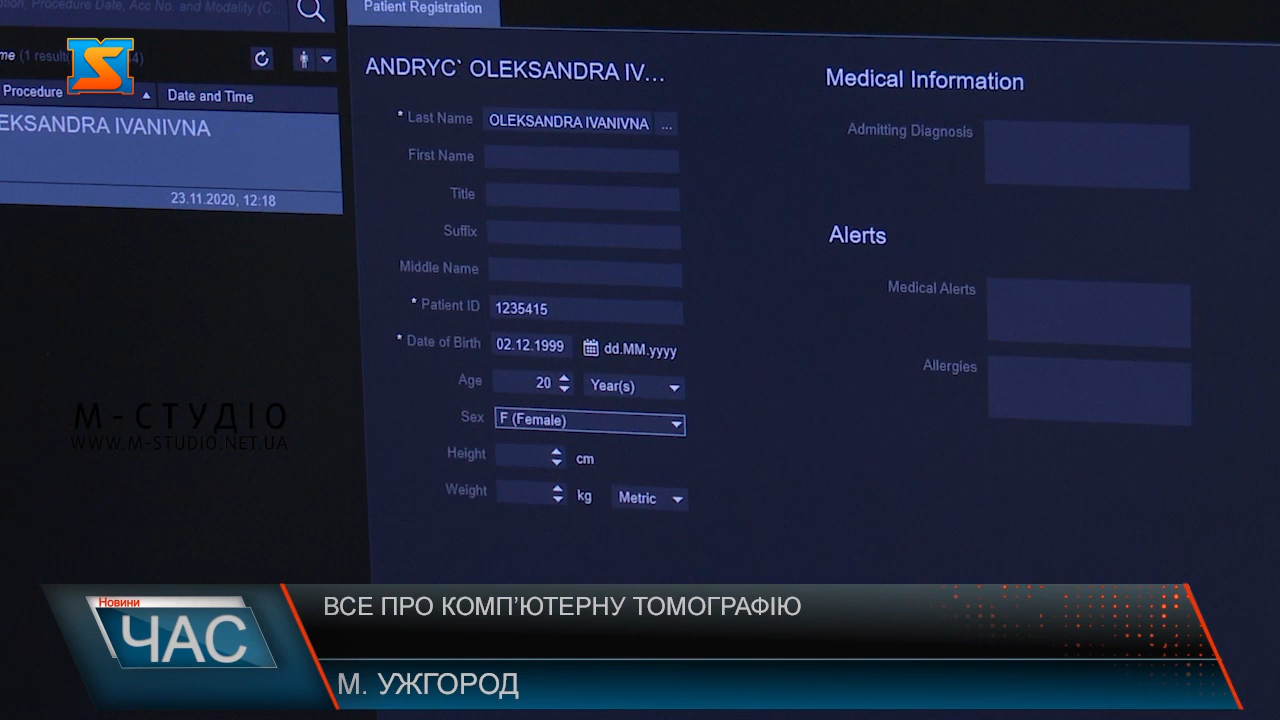 Patient Registration
Procedure
Date and Time
EKSANDRA IVANIVNA
23.11.2020, 12:18
ANDRYC` OLEKSANDRA IV...
* Last Name OLEKSANDRA IVANIVNA ...
First Name
Title
Suffix
Middle Name
* Patient ID 1235415
* Date of Birth 02.12.1999 dd.MM.yyyy
Age 20 Year(s)
Sex F (Female)
Height cm
Weight kg Metric
Medical Information
Admitting Diagnosis
Alerts
Medical Alerts
Allergies
М-СТУДІО
WWW.M-STUDIO.NET.UA
Новини
ЧАС
ВСЕ ПРО КОМП’ЮТЕРНУ ТОМОГРАФІЮ
М. УЖГОРОД